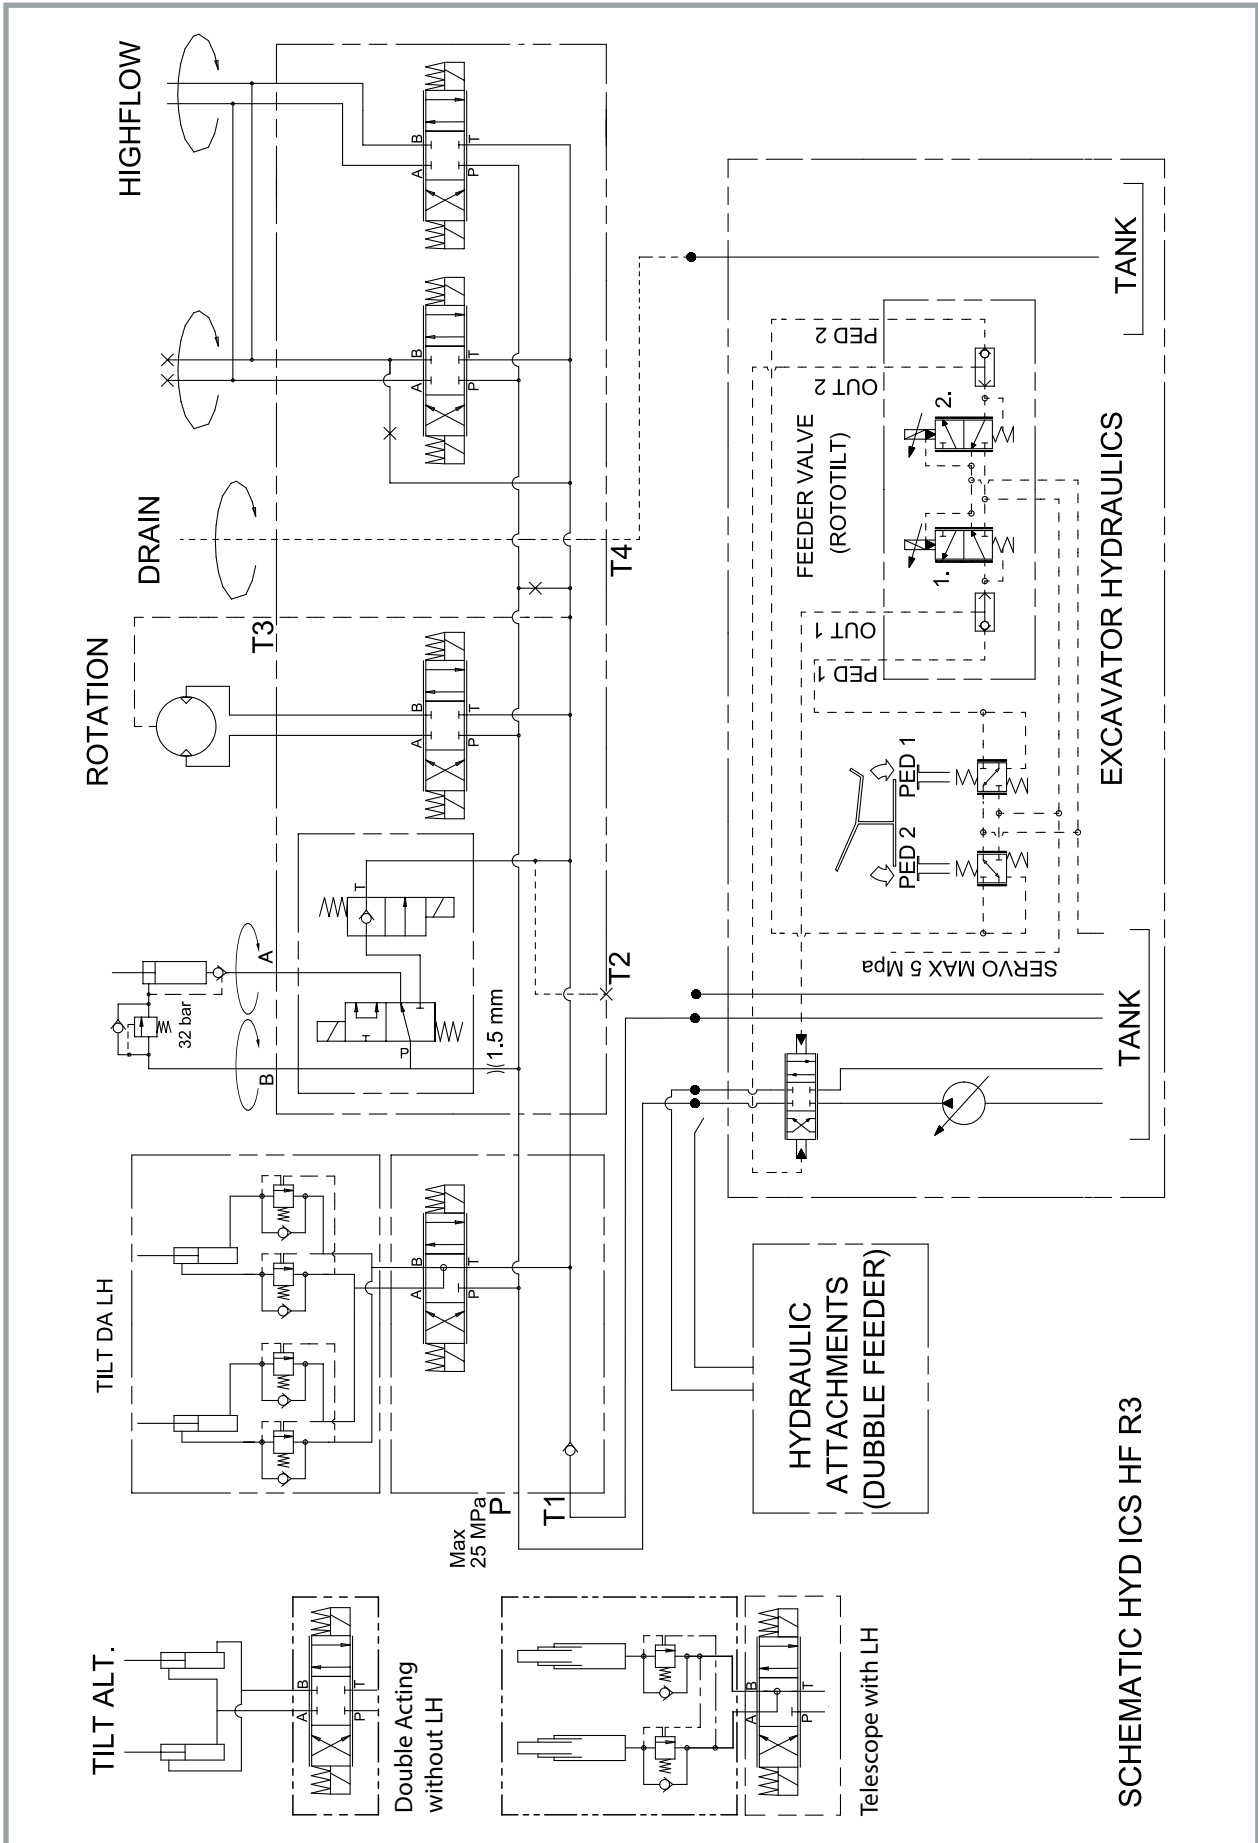 TILT ALT.
A
B
P
T
Double Acting
without LH
A
B
P
T
Telescope with LH
TILT DA LH
A
B
P
T
Max
25 MPa
P
T1
32 bar
B
A
P
T
)(1.5 mm
T2
ROTATION
T3
A
B
P
T
DRAIN
T4
A
B
P
T
HIGHFLOW
A
B
P
T
HYDRAULIC
ATTACHMENTS
(DUBBLE FEEDER)
SERVO MAX 5 Mpa
PED 2
PED 1
PED 1
OUT 1
FEEDER VALVE
(ROTOTILT)
OUT 2
PED 2
1.
2.
TANK
TANK
EXCAVATOR HYDRAULICS
SCHEMATIC HYD ICS HF R3